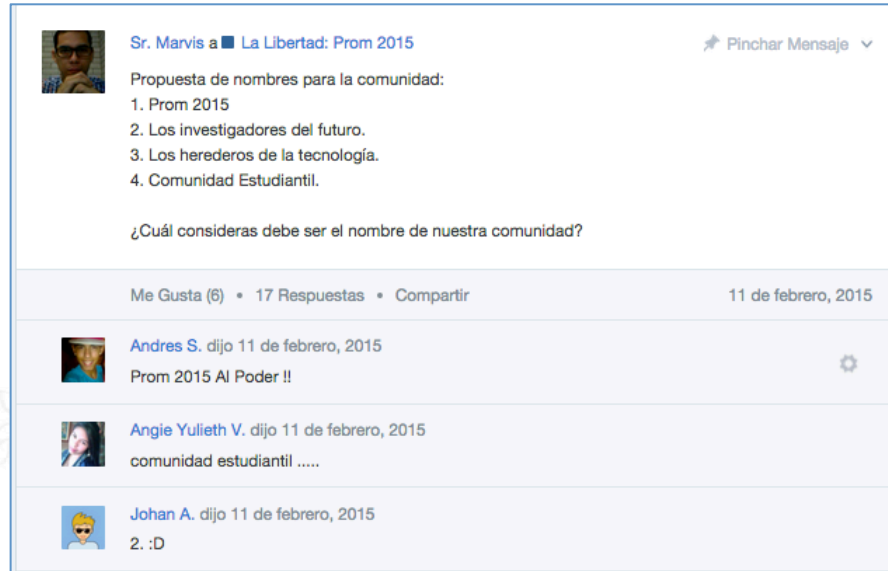 Sr. Marvis a La Libertad: Prom 2015
Pinchar Mensaje
Propuesta de nombres para la comunidad:
1. Prom 2015
2. Los investigadores del futuro.
3. Los herederos de la tecnología.
4. Comunidad Estudiantil.
¿Cuál consideras debe ser el nombre de nuestra comunidad?
Me Gusta (6) • 17 Respuestas • Compartir
11 de febrero, 2015
Andres S. dijo 11 de febrero, 2015
Prom 2015 Al Poder !!
Angie Yulieth V. dijo 11 de febrero, 2015
comunidad estudiantil .....
Johan A. dijo 11 de febrero, 2015
2. :D